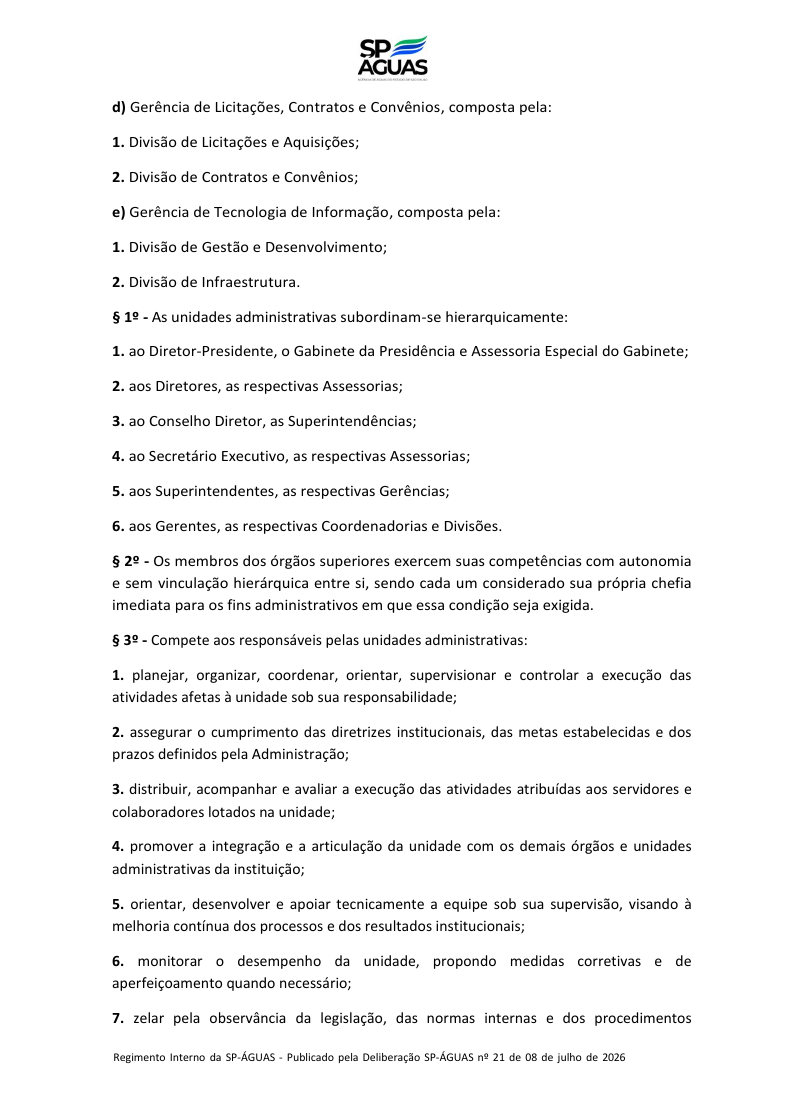 SP
ÁGUAS
d) Gerência de Licitações, Contratos e Convênios, composta pela:
1. Divisão de Licitações e Aquisições;
2. Divisão de Contratos e Convênios;
e) Gerência de Tecnologia de Informação, composta pela:
1. Divisão de Gestão e Desenvolvimento;
2. Divisão de Infraestrutura.
§ 1º - As unidades administrativas subordinam-se hierarquicamente:
1. ao Diretor-Presidente, o Gabinete da Presidência e Assessoria Especial do Gabinete;
2. aos Diretores, as respectivas Assessorias;
3. ao Conselho Diretor, as Superintendências;
4. ao Secretário Executivo, as respectivas Assessorias;
5. aos Superintendentes, as respectivas Gerências;
6. aos Gerentes, as respectivas Coordenadorias e Divisões.
§ 2º - Os membros dos órgãos superiores exercem suas competências com autonomia
e sem vinculação hierárquica entre si, sendo cada um considerado sua própria chefia
imediata para os fins administrativos em que essa condição seja exigida.
§ 3º - Compete aos responsáveis pelas unidades administrativas:
1. planejar, organizar, coordenar, orientar, supervisionar e controlar a execução das
atividades afetas à unidade sob sua responsabilidade;
2. assegurar o cumprimento das diretrizes institucionais, das metas estabelecidas e dos
prazos definidos pela Administração;
3. distribuir, acompanhar e avaliar a execução das atividades atribuídas aos servidores e
colaboradores lotados na unidade;
4. promover a integração e a articulação da unidade com os demais órgãos e unidades
administrativas da instituição;
5. orientar, desenvolver e apoiar tecnicamente a equipe sob sua supervisão, visando à
melhoria contínua dos processos e dos resultados institucionais;
6. monitorar o desempenho da unidade, propondo medidas corretivas e de
aperfeiçoamento quando necessário;
7. zelar pela observância da legislação, das normas internas e dos procedimentos
Regimento Interno da SP-ÁGUAS - Publicado pela Deliberação SP-ÁGUAS nº 21 de 08 de julho de 2026